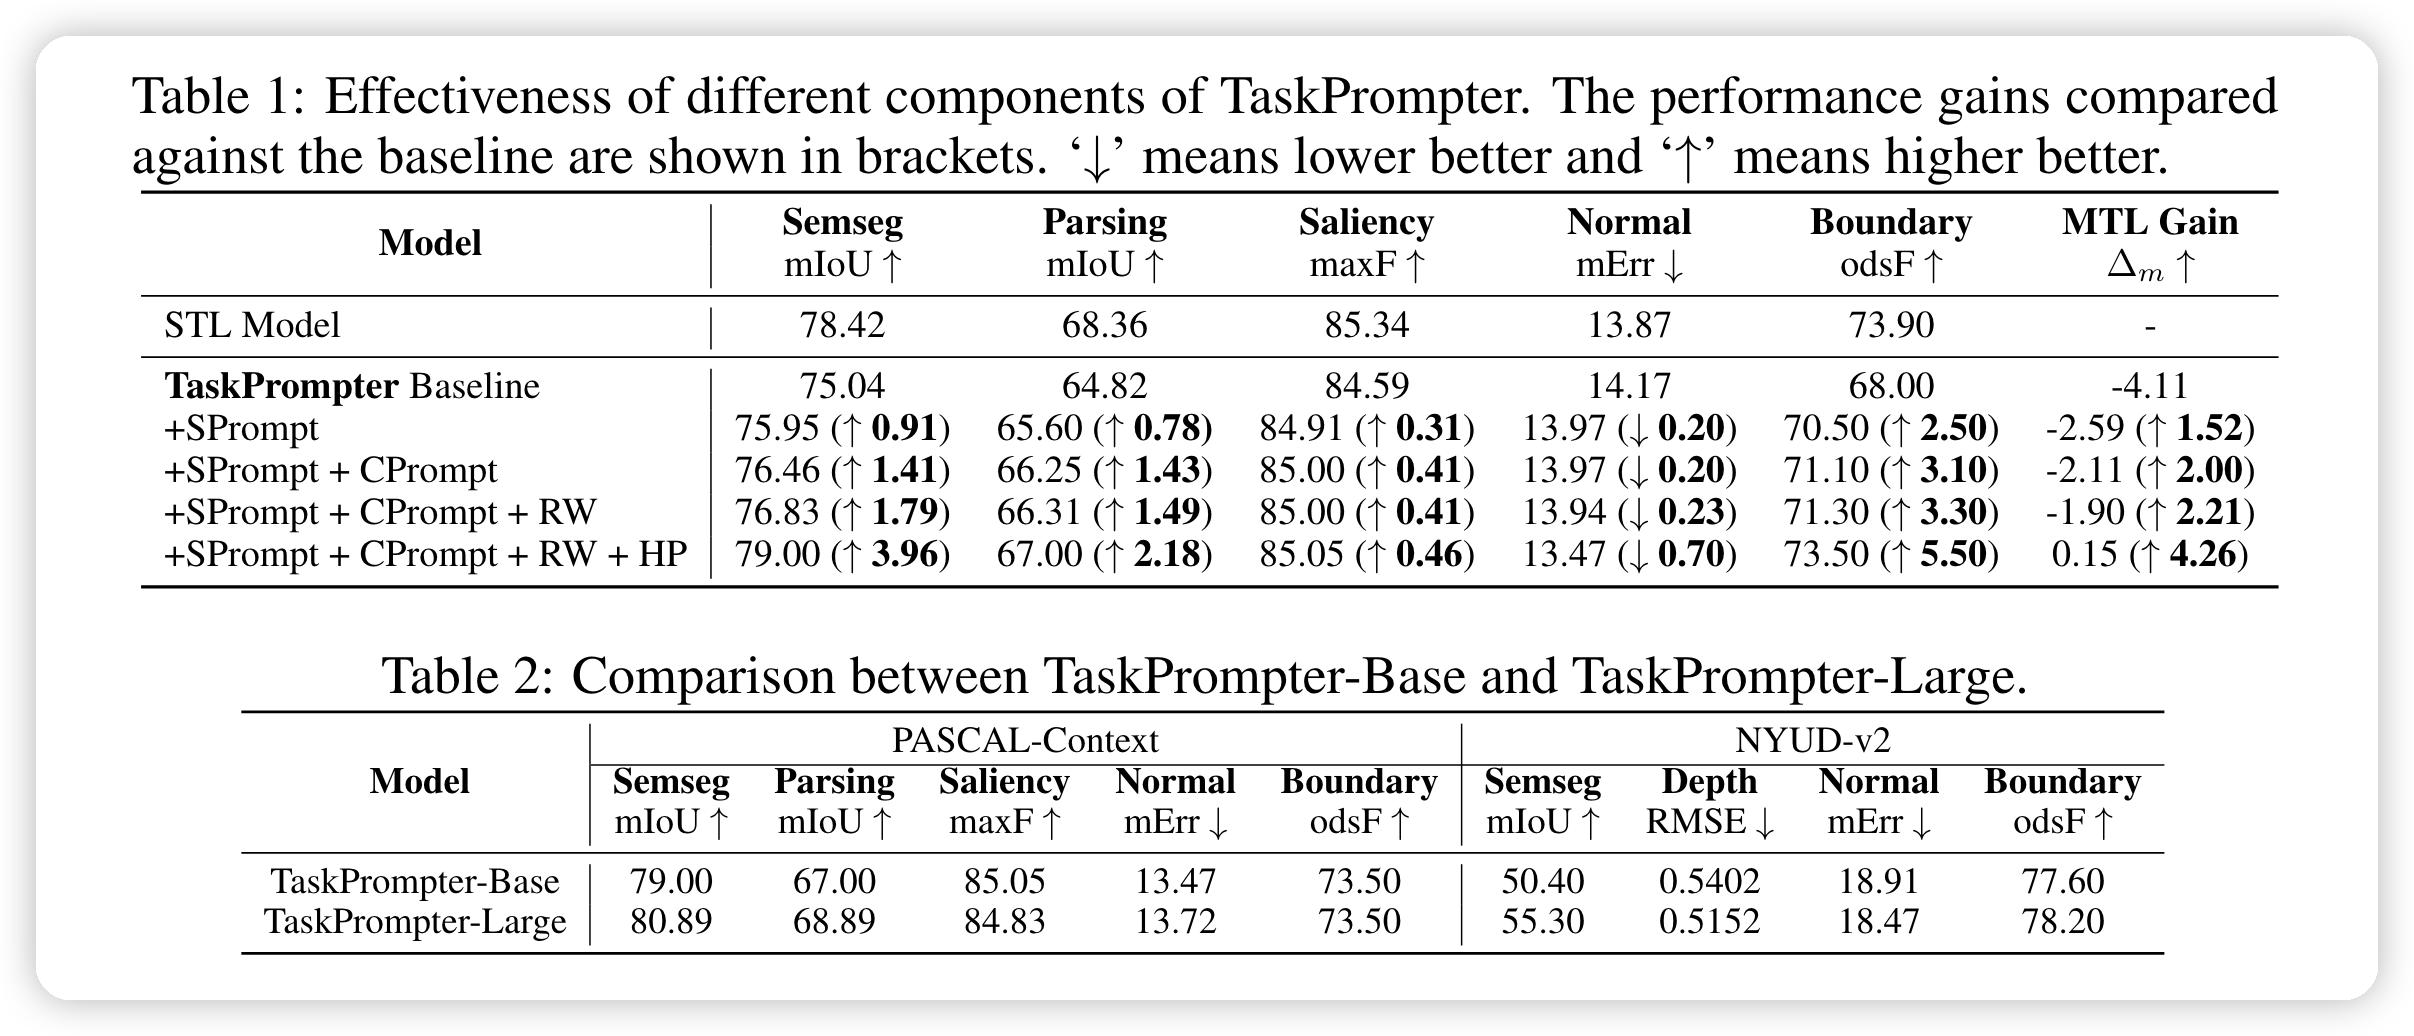 Table 1: Effectiveness of different components of TaskPrompter. The performance gains compared
against the baseline are shown in brackets. ‘↓’ means lower better and ‘↑’ means higher better.
Model Semseg Parsing Saliency Normal Boundary MTL Gain
mIoU ↑ mIoU ↑ maxF ↑ mErr ↓ odsF ↑ Δm ↑
STL Model 78.42 68.36 85.34 13.87 73.90 -
TaskPrompter Baseline 75.04 64.82 84.59 14.17 68.00 -4.11
+SPrompt 75.95 (↑ 0.91) 65.60 (↑ 0.78) 84.91 (↑ 0.31) 13.97 (↓ 0.20) 70.50 (↑ 2.50) -2.59 (↑ 1.52)
+SPrompt + CPrompt 76.46 (↑ 1.41) 66.25 (↑ 1.43) 85.00 (↑ 0.41) 13.97 (↓ 0.20) 71.10 (↑ 3.10) -2.11 (↑ 2.00)
+SPrompt + CPrompt + RW 76.83 (↑ 1.79) 66.31 (↑ 1.49) 85.00 (↑ 0.41) 13.94 (↓ 0.23) 71.30 (↑ 3.30) -1.90 (↑ 2.21)
+SPrompt + CPrompt + RW + HP 79.00 (↑ 3.96) 67.00 (↑ 2.18) 85.05 (↑ 0.46) 13.47 (↓ 0.70) 73.50 (↑ 5.50) 0.15 (↑ 4.26)
Table 2: Comparison between TaskPrompter-Base and TaskPrompter-Large.
PASCAL-Context NYUD-v2
Model Semseg Parsing Saliency Normal Boundary Semseg Depth Normal Boundary
mIoU ↑ mIoU ↑ maxF ↑ mErr ↓ odsF ↑ mIoU ↑ RMSE ↓ mErr ↓ odsF ↑
TaskPrompter-Base 79.00 67.00 85.05 13.47 73.50 50.40 0.5402 18.91 77.60
TaskPrompter-Large 80.89 68.89 84.83 13.72 73.50 55.30 0.5152 18.47 78.20